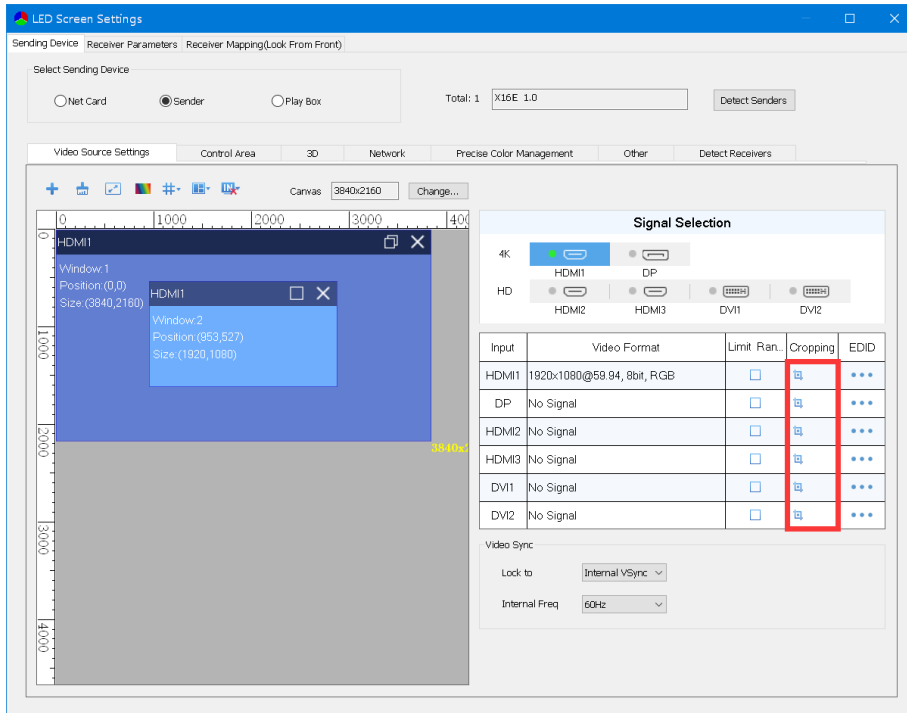 LED Screen Settings
Sending Device Receiver Parameters Receiver Mapping(Look From Front)
Select Sending Device
Net Card Sender Play Box
Total: 1 X16E 1.0 Detect Senders
Video Source Settings Control Area 3D Network Precise Color Management Other Detect Receivers
Canvas 3840x2160 Change...
0 1000 2000 3000 400
0
1000
2000
3000
4000
HDMI1
Window:1
Position:(0,0)
Size:(3840,2160)
HDMI1
Window:2
Position:(953,527)
Size:(1920,1080)
3840x2
Signal Selection
4K
HDMI1 DP
HD
HDMI2 HDMI3 DVI1 DVI2
Input Video Format Limit Ran... Cropping EDID
HDMI1 1920x1080@59.94, 8bit, RGB
DP No Signal
HDMI2 No Signal
HDMI3 No Signal
DVI1 No Signal
DVI2 No Signal
Video Sync
Lock to Internal VSync
Internal Freq 60Hz